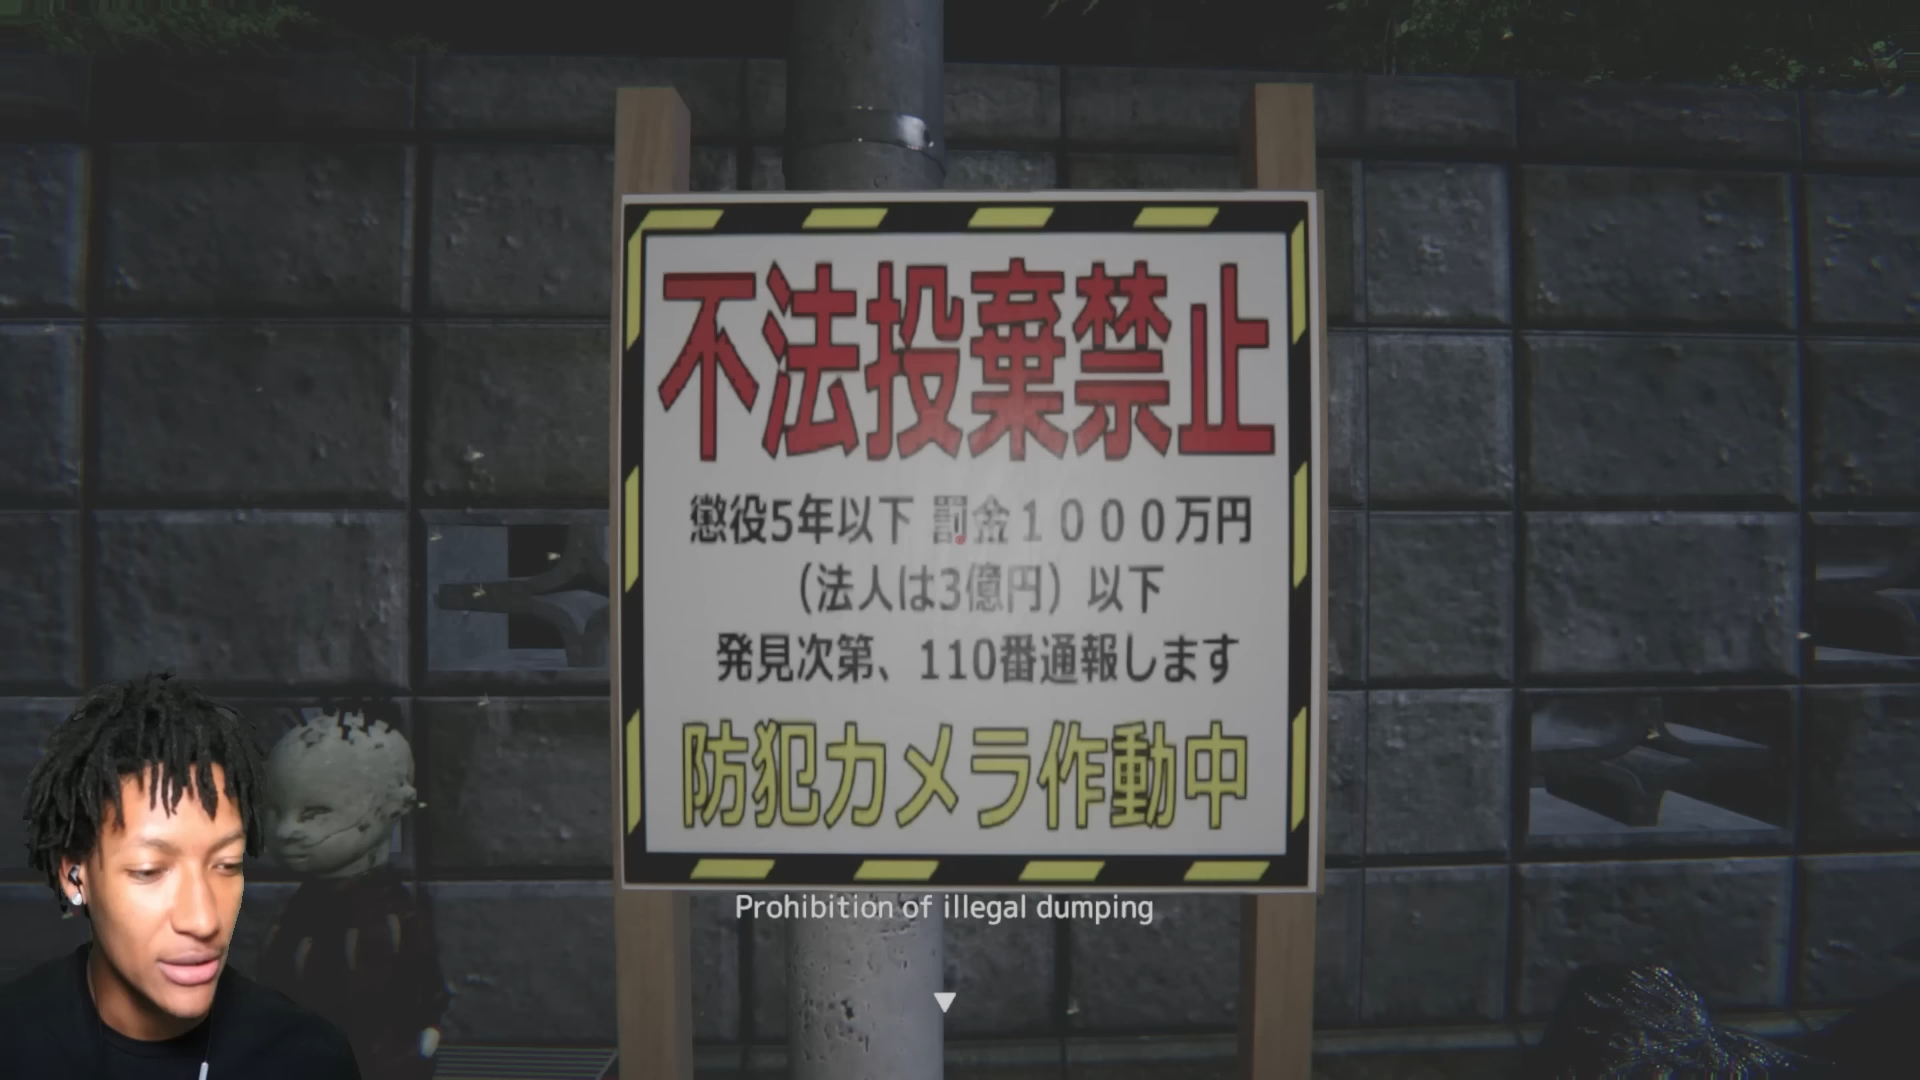 不法投棄禁止
懲役5年以下 罰金1000万円
(法人は3億円)以下
発見次第、110番通報します
防犯カメラ作動中
Prohibition of illegal dumping